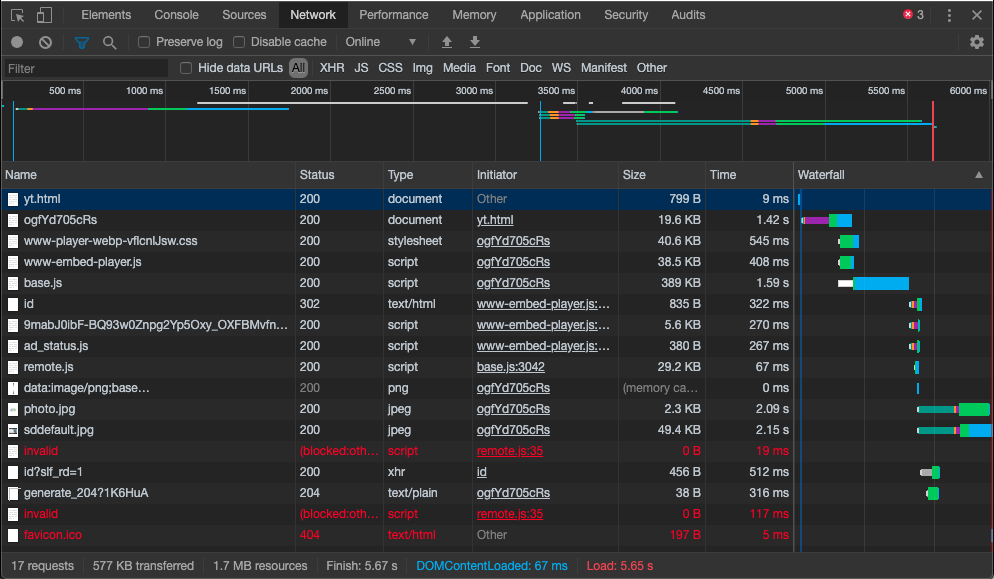 Elements Console Sources Network Performance Memory Application Security Audits 3
Preserve log Disable cache Online
Filter Hide data URLs All XHR JS CSS Img Media Font Doc WS Manifest Other
500 ms 1000 ms 1500 ms 2000 ms 2500 ms 3000 ms 3500 ms 4000 ms 4500 ms 5000 ms 5500 ms 6000 ms
Name Status Type Initiator Size Time Waterfall
yt.html 200 document Other 799 B 9 ms
ogfYd705cRs 200 document yt.html 19.6 KB 1.42 s
www-player-webp-vflcnlJsw.css 200 stylesheet ogfYd705cRs 40.6 KB 545 ms
www-embed-player.js 200 script ogfYd705cRs 38.5 KB 408 ms
base.js 200 script ogfYd705cRs 389 KB 1.59 s
id 302 text/html www-embed-player.js:… 835 B 322 ms
9mabJ0ibF-BQ93w0Znpg2Yp5Oxy_OXFBMvfn… 200 script www-embed-player.js:… 5.6 KB 270 ms
ad_status.js 200 script www-embed-player.js:… 380 B 267 ms
remote.js 200 script base.js:3042 29.2 KB 67 ms
data:image/png;base… 200 png ogfYd705cRs (memory ca… 0 ms
photo.jpg 200 jpeg ogfYd705cRs 2.3 KB 2.09 s
sddefault.jpg 200 jpeg ogfYd705cRs 49.4 KB 2.15 s
invalid (blocked:oth… script remote.js:35 0 B 19 ms
id?slf_rd=1 200 xhr id 456 B 512 ms
generate_204?1K6HuA 204 text/plain ogfYd705cRs 38 B 316 ms
invalid (blocked:oth… script remote.js:35 0 B 117 ms
favicon.ico 404 text/html Other 197 B 5 ms
17 requests 577 KB transferred 1.7 MB resources Finish: 5.67 s DOMContentLoaded: 67 ms Load: 5.65 s